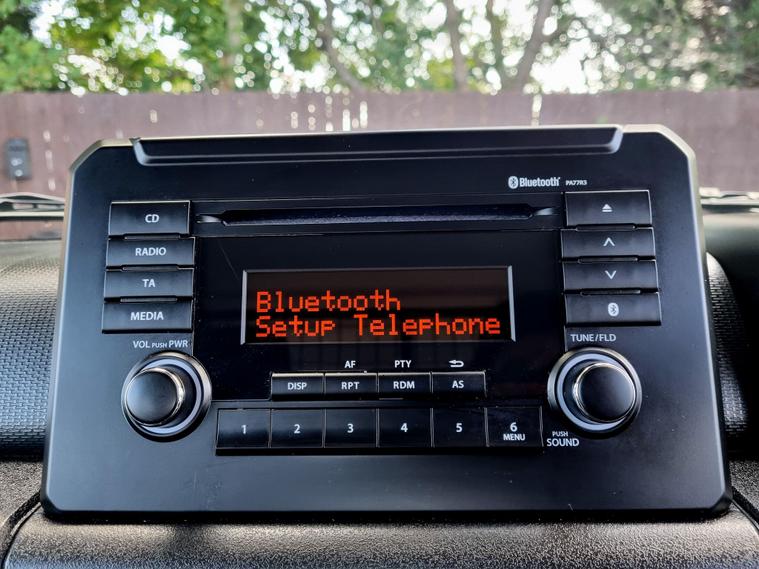 Bluetooth PA77R3
CD
RADIO
TA
MEDIA
Bluetooth
Setup Telephone
VOL PUSH PWR
TUNE/FLD
AF PTY
DISP RPT RDM AS
1 2 3 4 5 6
MENU
PUSH
SOUND